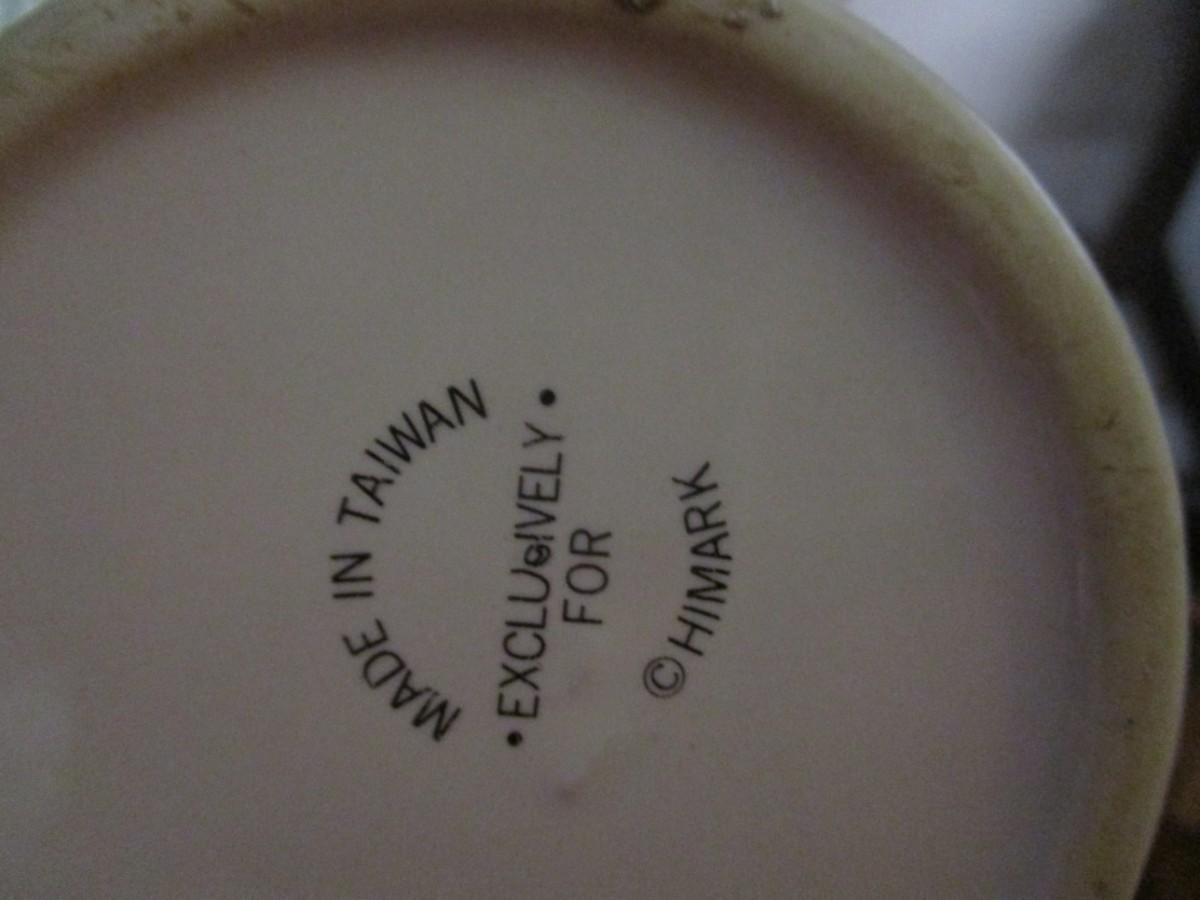 MADE IN TAIWAN
• EXCLUSIVELY •
FOR
© HIMARK